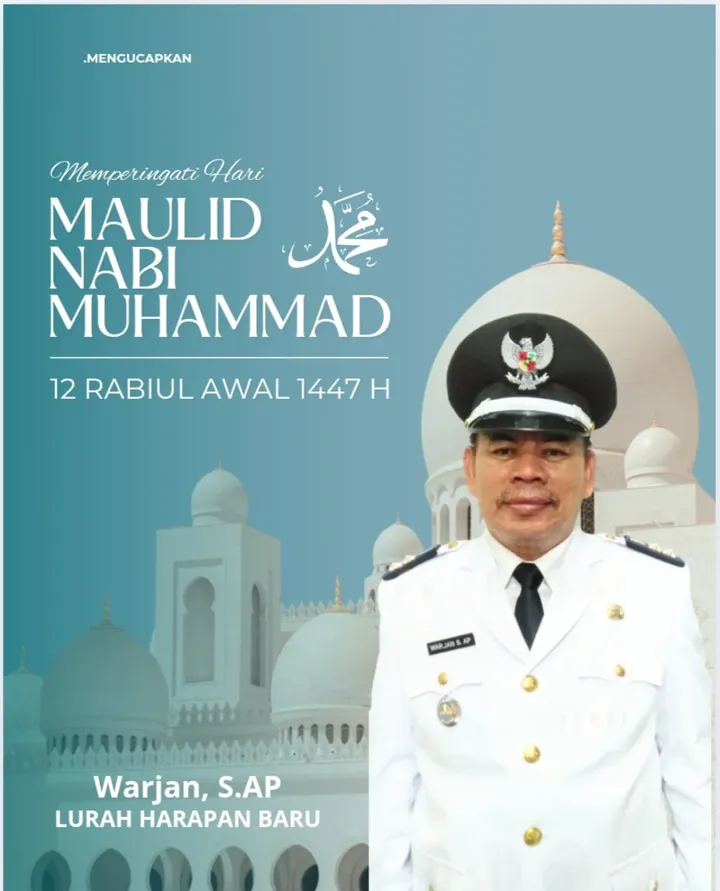 .MENGUCAPKAN
Memperingati Hari
MAULID
NABI
MUHAMMAD
محمد
12 RABIUL AWAL 1447 H
WARJAN S. AP
Warjan, S.AP
LURAH HARAPAN BARU